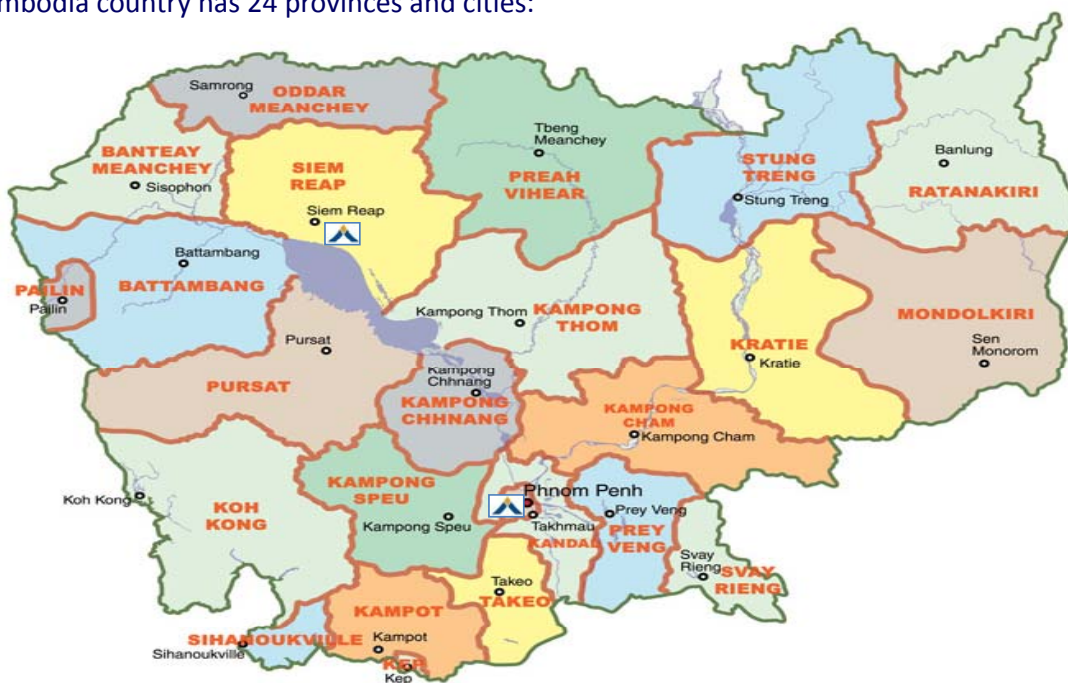 mbodia country has 24 provinces and cities:
Samrong
ODDAR
MEANCHEY
BANTEAY
MEANCHEY
Sisophon
SIEM
REAP
Siem Reap
Tbeng
Meanchey
PREAH
VIHEAR
STUNG
TRENG
Stung Treng
Banlung
RATANAKIRI
Battambang
BATTAMBANG
PAILIN
Pailin
Pursat
PURSAT
Kampong Thom
KAMPONG
THOM
KRATIE
Kratie
MONDOLKIRI
Sen
Monorom
Kampong
Chhnang
KAMPONG
CHHNANG
KAMPONG
CHAM
Kampong Cham
Koh Kong
KOH
KONG
KAMPONG
SPEU
Kampong Speu
Phnom Penh
Takhmau
KANDAL
Prey Veng
PREY
VENG
Svay
Rieng
SVAY
RIENG
Takeo
TAKEO
KAMPOT
Kampot
SIHANOUKVILLE
Sihanoukville
KEP
Kep